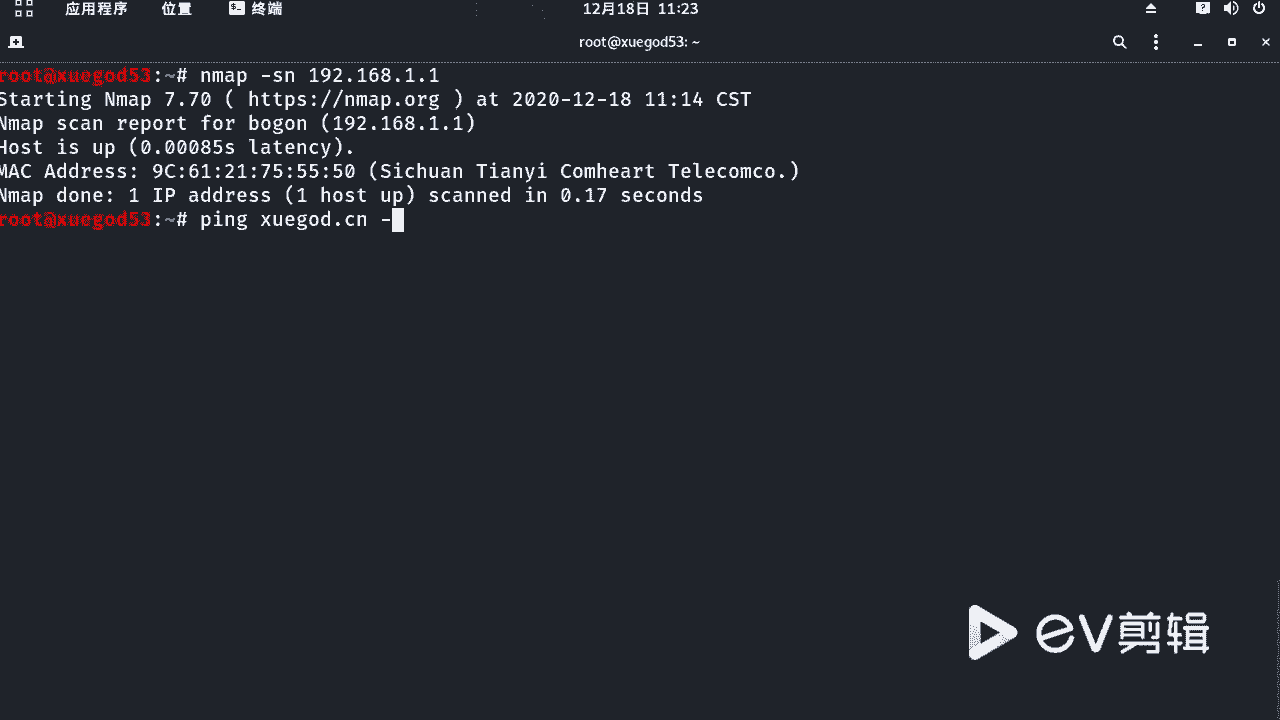 应用程序 位置 终端 12月18日 11:23
root@xuegod53: ~
root@xuegod53:~# nmap -sn 192.168.1.1
Starting Nmap 7.70 ( https://nmap.org ) at 2020-12-18 11:14 CST
Nmap scan report for bogon (192.168.1.1)
Host is up (0.00085s latency).
MAC Address: 9C:61:21:75:55:50 (Sichuan Tianyi Comheart Telecomco.)
Nmap done: 1 IP address (1 host up) scanned in 0.17 seconds
root@xuegod53:~# ping xuegod.cn -
ev剪辑